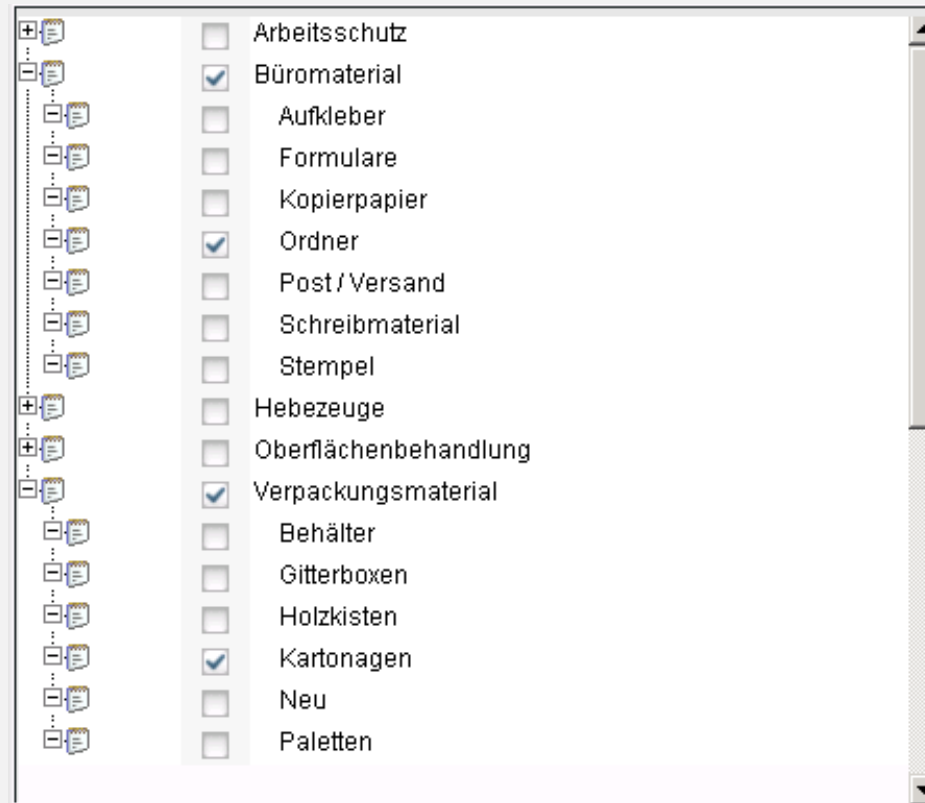 Arbeitsschutz
Büromaterial
Aufkleber
Formulare
Kopierpapier
Ordner
Post / Versand
Schreibmaterial
Stempel
Hebezeuge
Oberflächenbehandlung
Verpackungsmaterial
Behälter
Gitterboxen
Holzkisten
Kartonagen
Neu
Paletten